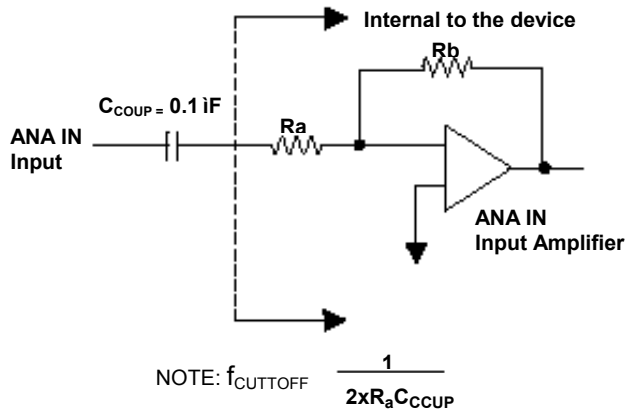 Internal to the device
Rb
CCOUP = 0.1 ìF
Ra
ANA IN
Input
ANA IN
Input Amplifier
NOTE: fCUTTOFF 1
2xRaCCCUP